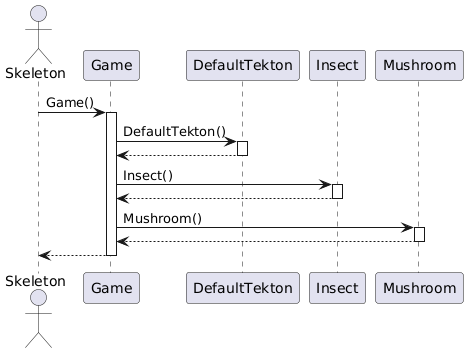 Skeleton
Game
DefaultTekton
Insect
Mushroom
Game()
DefaultTekton()
Insect()
Mushroom()
Skeleton
Game
DefaultTekton
Insect
Mushroom